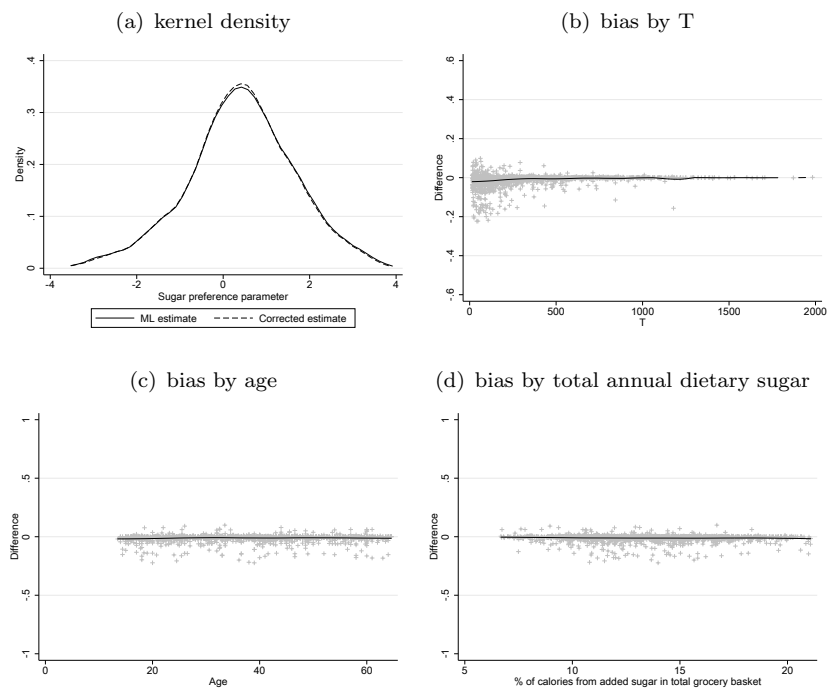 (a) kernel density
.4
.3
.2
.1
0
Density
-4 -2 0 2 4
Sugar preference parameter
ML estimate Corrected estimate
(b) bias by T
.6
.4
.2
0
-.2
-.4
-.6
Difference
0 500 1000 1500 2000
T
(c) bias by age
1
.5
0
-.5
-1
Difference
0 20 40 60
Age
(d) bias by total annual dietary sugar
1
.5
0
-.5
-1
Difference
5 10 15 20
% of calories from added sugar in total grocery basket